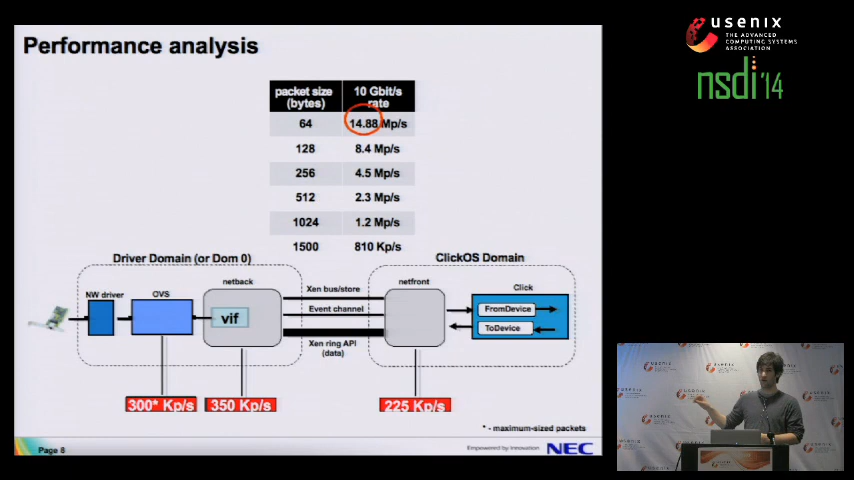 Performance analysis
packet size (bytes) 10 Gbit/s rate
64 14.88 Mp/s
128 8.4 Mp/s
256 4.5 Mp/s
512 2.3 Mp/s
1024 1.2 Mp/s
1500 810 Kp/s
Driver Domain (or Dom 0)
ClickOS Domain
netback
Xen bus/store
netfront
Click
NW driver
OVS
vif
Event channel
FromDevice
ToDevice
Xen ring API
(data)
300* Kp/s
350 Kp/s
225 Kp/s
* - maximum-sized packets
Page 8
Empowered by Innovation
NEC
usenix
THE ADVANCED
COMPUTING SYSTEMS
ASSOCIATION
nsdi '14
usenix